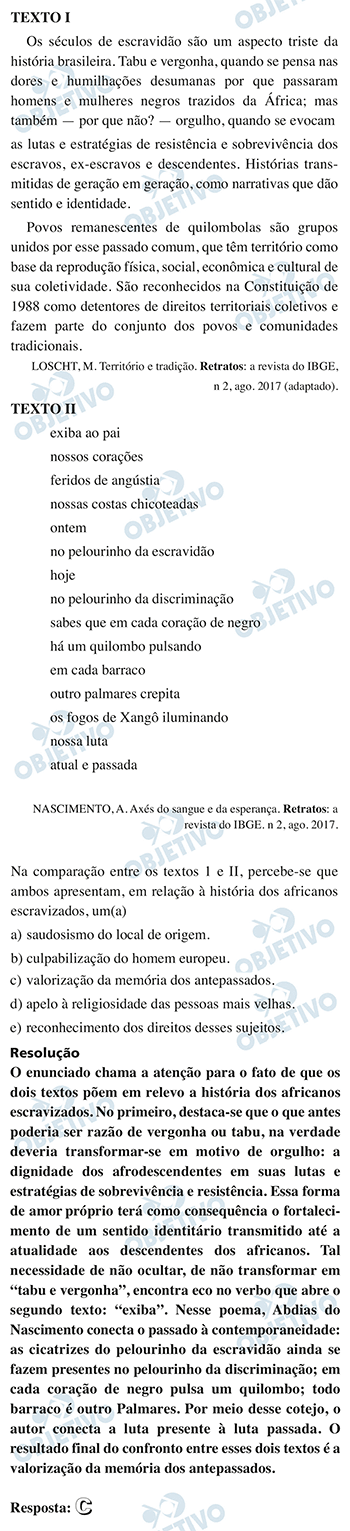 TEXTO I
Os séculos de escravidão são um aspecto triste da
história brasileira. Tabu e vergonha, quando se pensa nas
dores e humilhações desumanas por que passaram
homens e mulheres negros trazidos da África; mas
também — por que não? — orgulho, quando se evocam
as lutas e estratégias de resistência e sobrevivência dos
escravos, ex-escravos e descendentes. Histórias trans-
mitidas de geração em geração, como narrativas que dão
sentido e identidade.
Povos remanescentes de quilombolas são grupos
unidos por esse passado comum, que têm território como
base da reprodução física, social, econômica e cultural de
sua coletividade. São reconhecidos na Constituição de
1988 como detentores de direitos territoriais coletivos e
fazem parte do conjunto dos povos e comunidades
tradicionais.
LOSCHT, M. Território e tradição. Retratos: a revista do IBGE,
n 2, ago. 2017 (adaptado).
TEXTO II
exiba ao pai
nossos corações
feridos de angústia
nossas costas chicoteadas
ontem
no pelourinho da escravidão
hoje
no pelourinho da discriminação
sabes que em cada coração de negro
há um quilombo pulsando
em cada barraco
outro palmares crepita
os fogos de Xangô iluminando
nossa luta
atual e passada
NASCIMENTO, A. Axés do sangue e da esperança. Retratos: a
revista do IBGE. n 2, ago. 2017.
Na comparação entre os textos 1 e II, percebe-se que
ambos apresentam, em relação à história dos africanos
escravizados, um(a)
a) saudosismo do local de origem.
b) culpabilização do homem europeu.
c) valorização da memória dos antepassados.
d) apelo à religiosidade das pessoas mais velhas.
e) reconhecimento dos direitos desses sujeitos.
Resolução
O enunciado chama a atenção para o fato de que os
dois textos põem em relevo a história dos africanos
escravizados. No primeiro, destaca-se que o que antes
poderia ser razão de vergonha ou tabu, na verdade
deveria transformar-se em motivo de orgulho: a
dignidade dos afrodescendentes em suas lutas e
estratégias de sobrevivência e resistência. Essa forma
de amor próprio terá como consequência o fortaleci-
mento de um sentido identitário transmitido até a
atualidade aos descendentes dos africanos. Tal
necessidade de não ocultar, de não transformar em
“tabu e vergonha”, encontra eco no verbo que abre o
segundo texto: “exiba”. Nesse poema, Abdias do
Nascimento conecta o passado à contemporaneidade:
as cicatrizes do pelourinho da escravidão ainda se
fazem presentes no pelourinho da discriminação; em
cada coração de negro pulsa um quilombo; todo
barraco é outro Palmares. Por meio desse cotejo, o
autor conecta a luta presente à luta passada. O
resultado final do confronto entre esses dois textos é a
valorização da memória dos antepassados.
Resposta: C